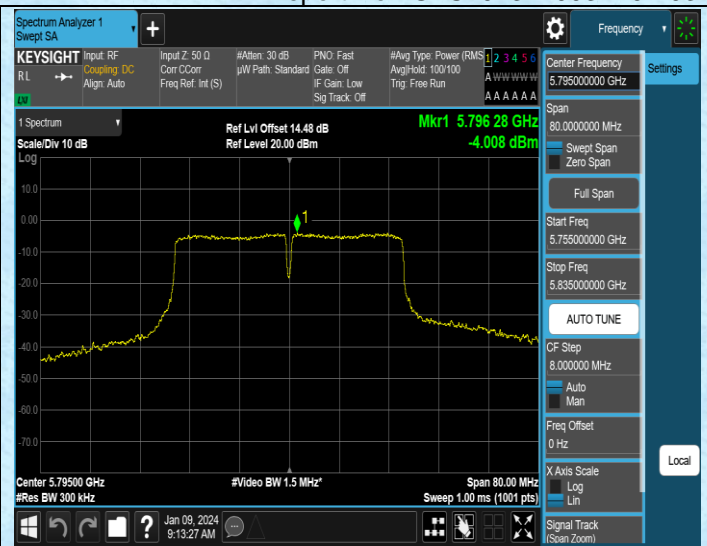 Spectrum Analyzer 1
Swept SA
+
Frequency
KEYSIGHT
RL
Input: RF
Coupling: DC
Align: Auto
Input Z: 50 Ω
Corr CCorr
Freq Ref: Int (S)
#Atten: 30 dB
µW Path: Standard
PNO: Fast
Gate: Off
IF Gain: Low
Sig Track: Off
#Avg Type: Power (RMS
Avg|Hold: 100/100
Trig: Free Run
1 2 3 4 5 6
A W W W W W
A A A A A A
LXI
1 Spectrum
Scale/Div 10 dB
Log
Ref Lvl Offset 14.48 dB
Ref Level 20.00 dBm
Mkr1 5.796 28 GHz
-4.008 dBm
10.0
0.00
-10.0
-20.0
-30.0
-40.0
-50.0
-60.0
-70.0
1
Center 5.79500 GHz
#Res BW 300 kHz
#Video BW 1.5 MHz*
Span 80.00 MHz
Sweep 1.00 ms (1001 pts)
Center Frequency
5.795000000 GHz
Settings
Span
80.0000000 MHz
Swept Span
Zero Span
Full Span
Start Freq
5.755000000 GHz
Stop Freq
5.835000000 GHz
AUTO TUNE
CF Step
8.000000 MHz
Auto
Man
Freq Offset
0 Hz
X Axis Scale
Log
Lin
Signal Track
(Span Zoom)
Local
?
Jan 09, 2024
9:13:27 AM